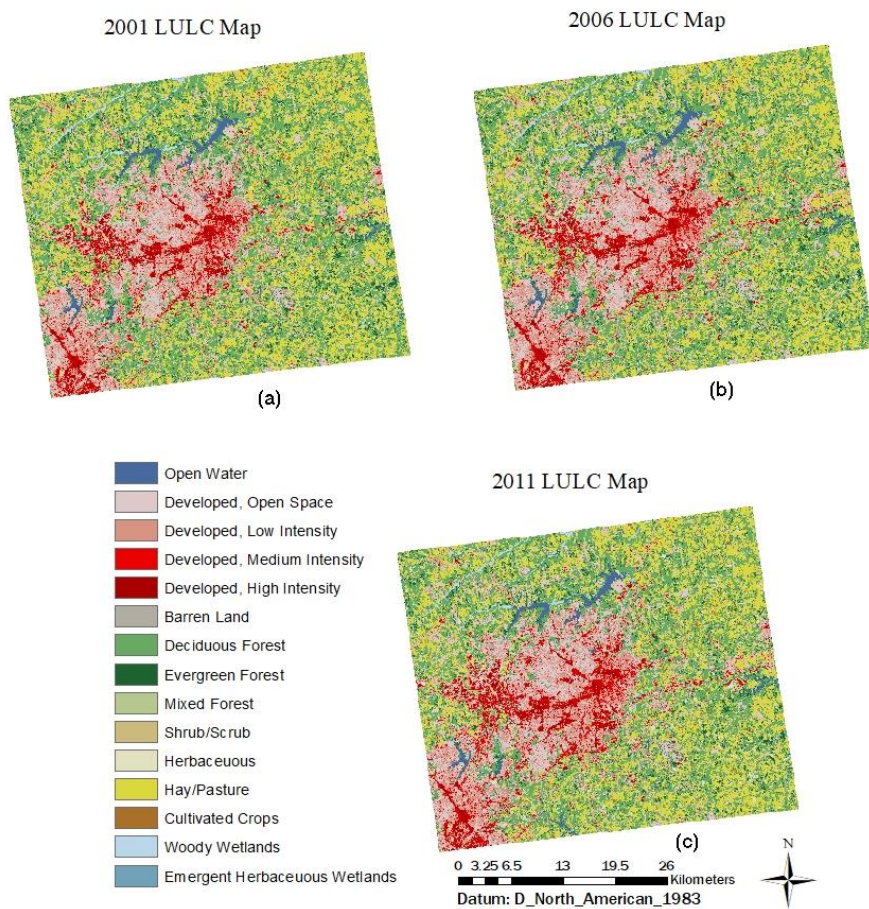 2001 LULC Map
2006 LULC Map
(a)
(b)
Open Water
Developed, Open Space
Developed, Low Intensity
Developed, Medium Intensity
Developed, High Intensity
Barren Land
Deciduous Forest
Evergreen Forest
Mixed Forest
Shrub/Scrub
Herbaceuous
Hay/Pasture
Cultivated Crops
Woody Wetlands
Emergent Herbaceuous Wetlands
2011 LULC Map
(c)
N
0 3.25 6.5 13 19.5 26
Kilometers
Datum: D_North_American_1983